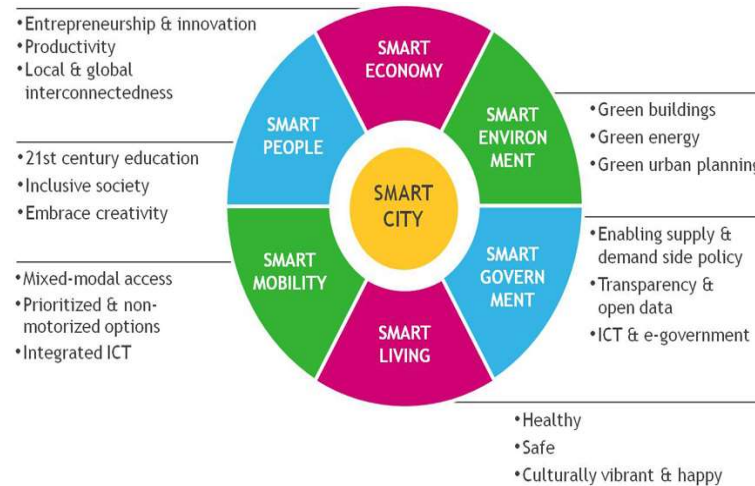 •Entrepreneurship & innovation
•Productivity
•Local & global
interconnectedness
SMART
ECONOMY
SMART
ENVIRON
MENT
•Green buildings
•Green energy
•Green urban planning
SMART
PEOPLE
•21st century education
•Inclusive society
•Embrace creativity
SMART
CITY
SMART
MOBILITY
•Mixed-modal access
•Prioritized & non-
motorized options
•Integrated ICT
SMART
GOVERN
MENT
•Enabling supply &
demand side policy
•Transparency &
open data
•ICT & e-government
SMART
LIVING
•Healthy
•Safe
•Culturally vibrant & happy